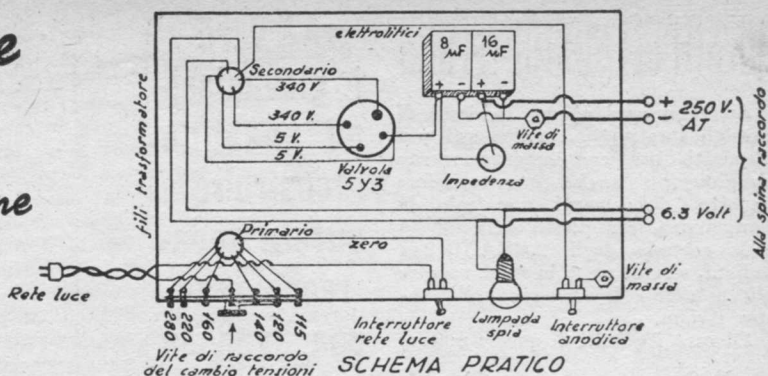 e
ne
elettrolitici
8 µF
16 µF
+ - + -
Secondario
340 V
340 V.
5 V.
5 V.
Valvola
5Y3
+ 250 V.
- AT
Vite di
massa
Impedenza
fili trasformatore
Alla spina raccordo
6.3 Volt
Primario
zero
Rete luce
280 220 160 140 120 115
Vite di raccordo
del cambio tensioni
Interruttore
rete luce
Lampada
spia
Interruttore
anodica
Vite di
massa
SCHEMA PRATICO